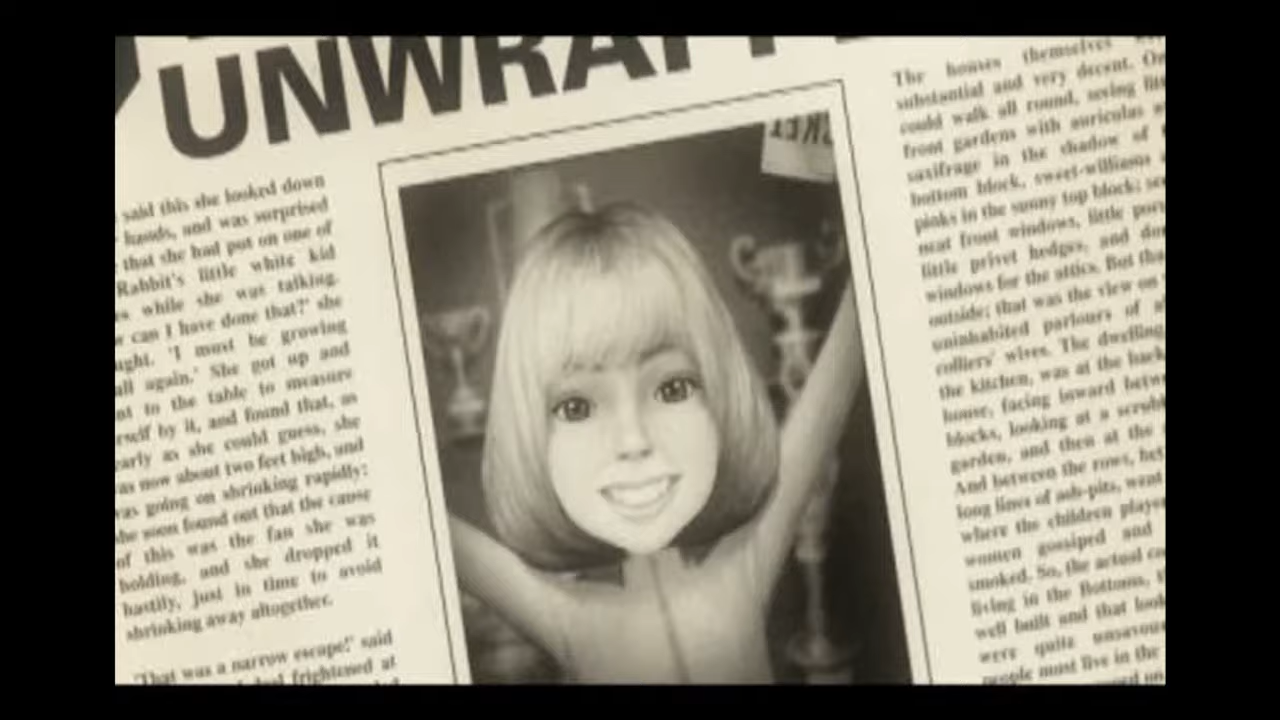 UNWRAPP
said this she looked down
hands, and was surprised
that she had put on one of
Rabbit's little white kid
while she was talking.
can I have done that?' she
'I must be growing
again.' She got up and
to the table to measure
by it, and found that, as
she could guess, she
now about two feet high, and
was going on shrinking rapidly:
she soon found out that the cause
of this was the fan she was
holding, and she dropped it
hastily, just in time to avoid
shrinking away altogether.
'That was a narrow escape!' said
frightened at
The houses themselves
substantial and very decent.
could walk all round, seeing
front gardens with auriculas
saxifrage in the shadow of
bottom block, sweet-williams
pinks in the sunny top block;
neat front windows, little
little privet hedges, and
windows for the attics. But
outside; that was the view on
uninhabited parlours of
colliers' wives. The
the kitchen, was at the
house, facing inward
blocks, looking at a
garden, and then at the
And between the rows,
long lines of ash-pits, went
where the children
women gossiped and
smoked. So, the actual
living in the Bottoms,
well built and that
were quite
people must live in the